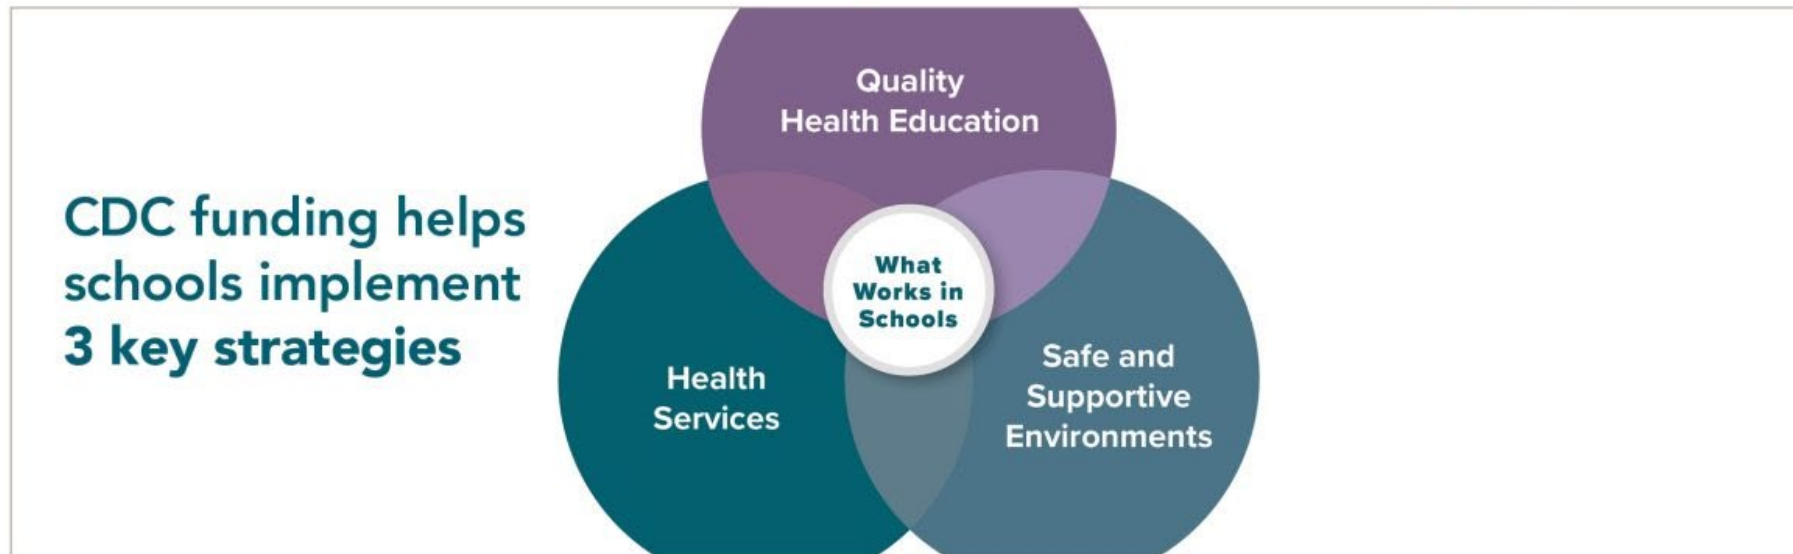 CDC funding helps
schools implement
3 key strategies
Quality
Health Education
What
Works in
Schools
Health
Services
Safe and
Supportive
Environments